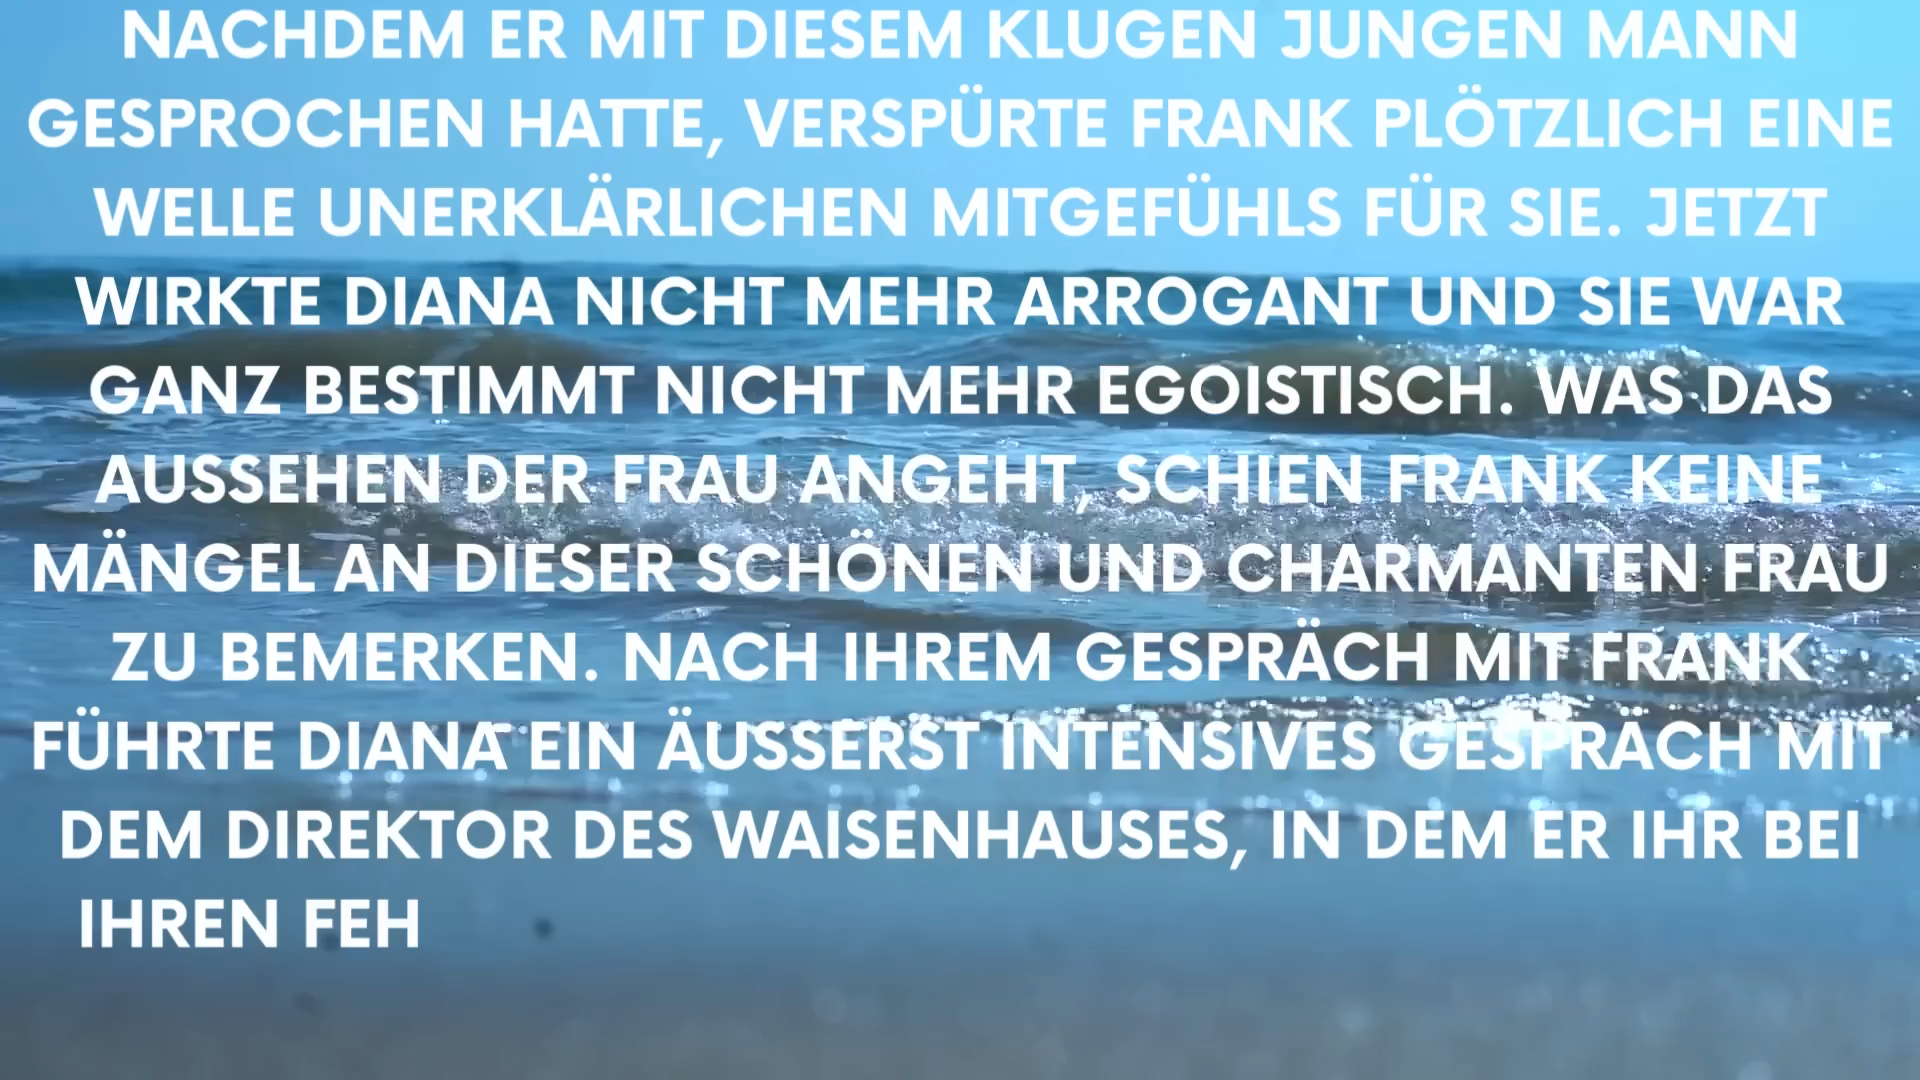 NACHDEM ER MIT DIESEM KLUGEN JUNGEN MANN
GESPROCHEN HATTE, VERSPÜRTE FRANK PLÖTZLICH EINE
WELLE UNERKLÄRLICHEN MITGEFÜHLS FÜR SIE. JETZT
WIRKTE DIANA NICHT MEHR ARROGANT UND SIE WAR
GANZ BESTIMMT NICHT MEHR EGOISTISCH. WAS DAS
AUSSEHEN DER FRAU ANGEHT, SCHIEN FRANK KEINE
MÄNGEL AN DIESER SCHÖNEN UND CHARMANTEN FRAU
ZU BEMERKEN. NACH IHREM GESPRÄCH MIT FRANK
FÜHRTE DIANA EIN ÄUSSERST INTENSIVES GESPRÄCH MIT
DEM DIREKTOR DES WAISENHAUSES, IN DEM ER IHR BEI
IHREN FEH